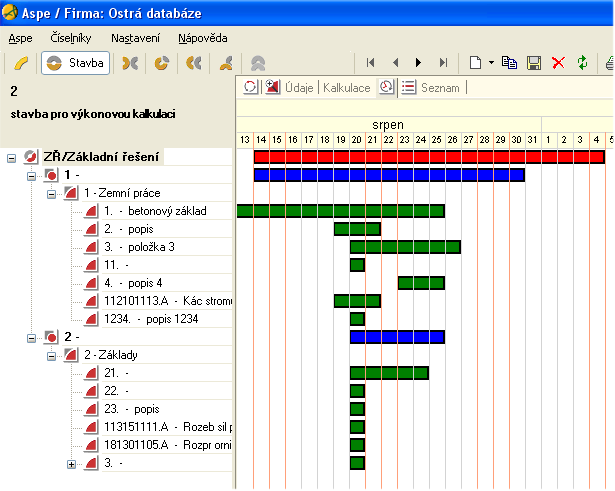 Aspe / Firma: Ostrá databáze
Aspe Číselníky Nastavení Nápověda
Stavba
2
stavba pro výkonovou kalkulaci
Údaje Kalkulace Seznam
srpen
13 14 15 16 17 18 19 20 21 22 23 24 25 26 27 28 29 30 31 1 2 3 4 5
ZŘ/Základní řešení
1 -
1 - Zemní práce
1. - betonový základ
2. - popis
3. - položka 3
11. -
4. - popis 4
112101113.A - Kác strom
1234. - popis 1234
2 -
2 - Základy
21. -
22. -
23. - popis
113151111.A - Rozeb sil p
181301105.A - Rozpr orni
3. -